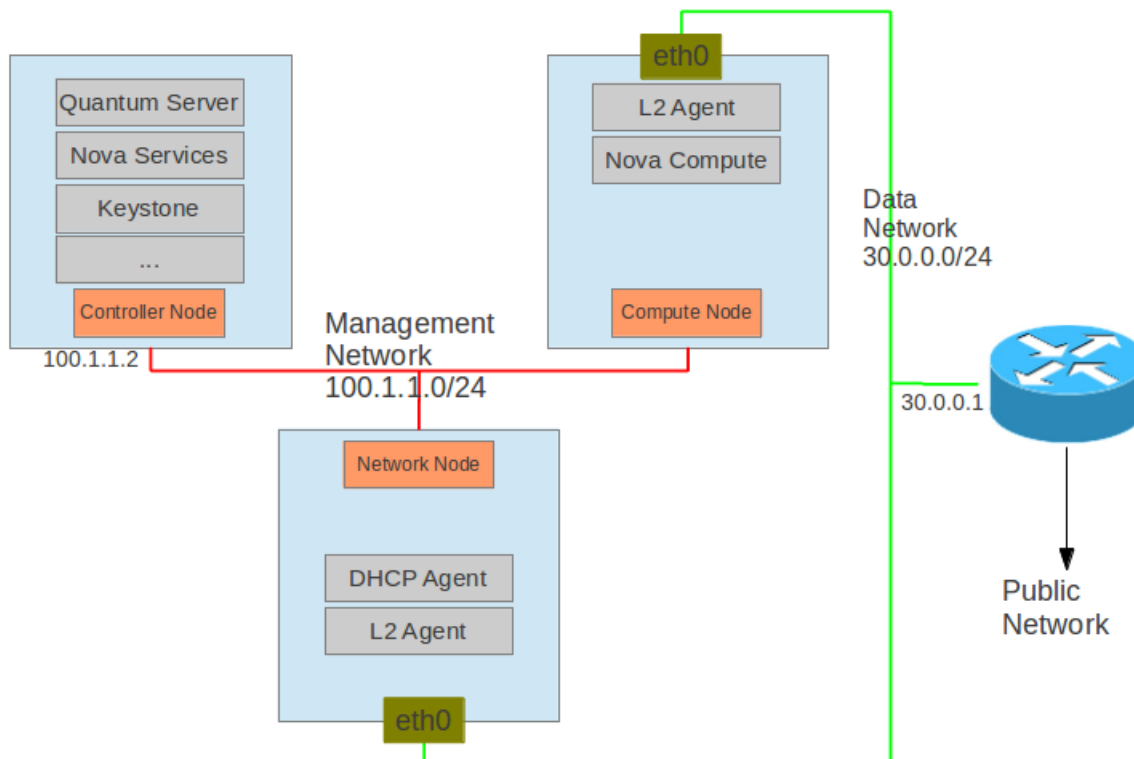 Quantum Server
Nova Services
Keystone
...
Controller Node
100.1.1.2
eth0
L2 Agent
Nova Compute
Compute Node
Management
Network
100.1.1.0/24
Data
Network
30.0.0.0/24
30.0.0.1
Public
Network
Network Node
DHCP Agent
L2 Agent
eth0